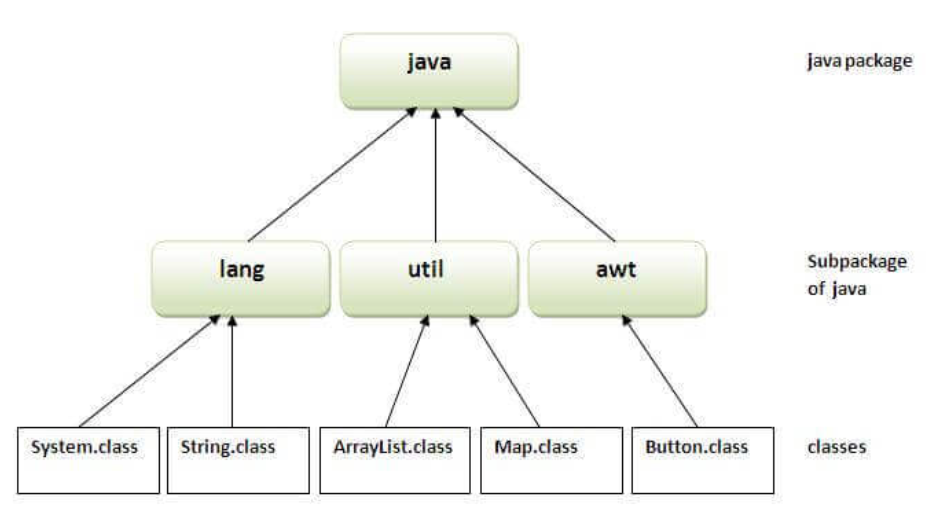 java
java package
lang
util
awt
Subpackage
of java
System.class
String.class
ArrayList.class
Map.class
Button.class
classes